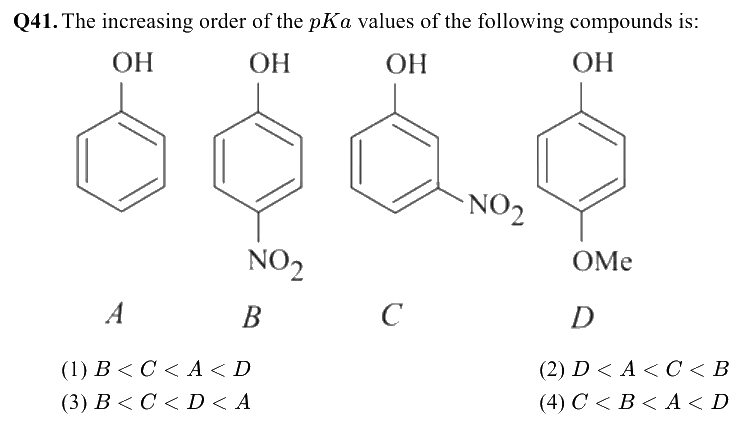 Q41. The increasing order of the pKa values of the following compounds is:
OH OH OH OH
NO2
NO2 OMe
A B C D
(1) B < C < A < D (2) D < A < C < B
(3) B < C < D < A (4) C < B < A < D